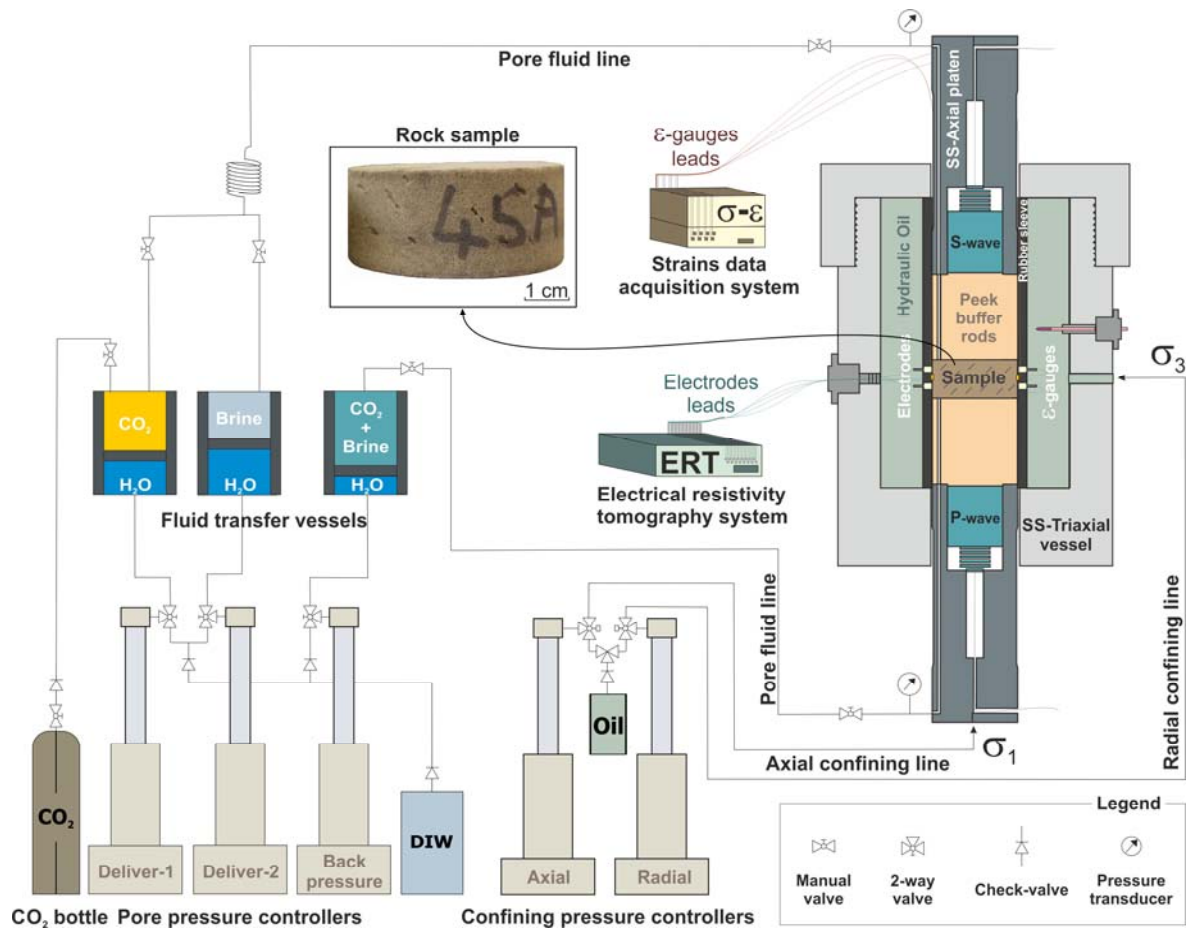 Pore fluid line
Rock sample
45A
1 cm
ε-gauges
leads
σ-ε
Strains data
acquisition system
SS-Axial platen
S-wave
Rubber sleeve
Hydraulic Oil
Peek
buffer
rods
Electrodes
Sample
ε-gauges
σ3
P-wave
SS-Triaxial
vessel
Electrodes
leads
ERT
Electrical resistivity
tomography system
CO2
H2O
Brine
H2O
CO2
+
Brine
H2O
Fluid transfer vessels
Pore fluid line
Radial confining line
σ1
Axial confining line
Oil
CO2
Deliver-1
Deliver-2
Back
pressure
DIW
Axial
Radial
CO2 bottle
Pore pressure controllers
Confining pressure controllers
Legend
Manual
valve
2-way
valve
Check-valve
Pressure
transducer